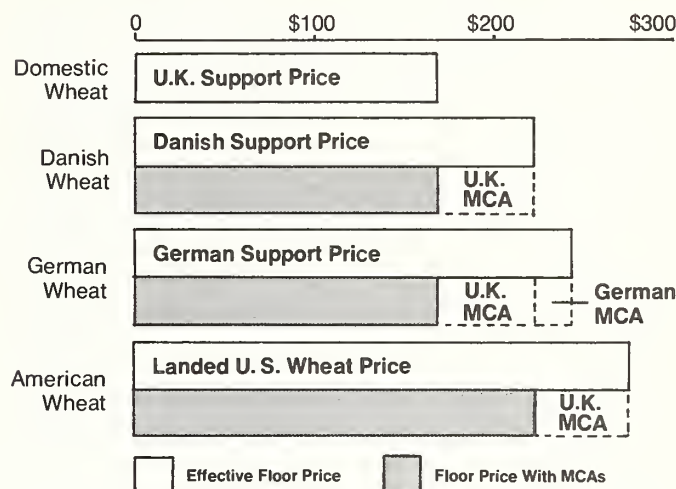 0 $100 $200 $300
Domestic
Wheat
U.K. Support Price
Danish
Wheat
Danish Support Price
U.K.
MCA
German
Wheat
German Support Price
U.K.
MCA
German
MCA
American
Wheat
Landed U.S. Wheat Price
U.K.
MCA
Effective Floor Price
Floor Price With MCAs